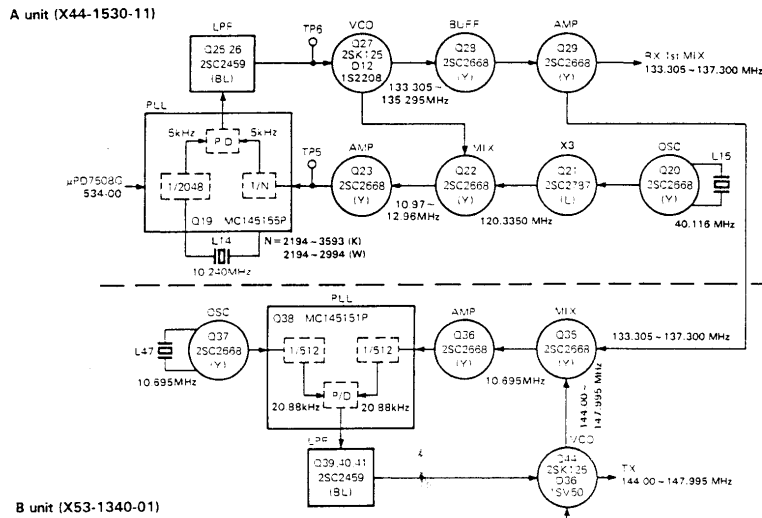 A unit (X44-1530-11)
LPF
Q25 26
2SC2459
(BL)
TP6
VCO
Q27
2SK125
D12
1S2208
133.305~
135.295MHz
BUFF
Q28
2SC2668
(Y)
AMP
Q29
2SC2668
(Y)
RX 1st MIX
133.305~137.300 MHz
PLL
5kHz
P/D
5kHz
1/2048
1/N
Q19
MC145155P
μPD7508G
534-00
L14
10.240MHz
N=2194~3593 (K)
2194~2994 (W)
TP5
AMP
Q23
2SC2668
(Y)
10.97~
12.96MHz
MIX
Q22
2SC2668
(Y)
120.3350 MHz
X3
Q21
2SC2787
(L)
OSC
Q20
2SC2668
(Y)
L15
40.116 MHz
OSC
Q37
2SC2668
(Y)
L47
10.695MHz
PLL
Q38 MC145151P
1/512
1/512
P/D
20.88kHz
20.88kHz
AMP
Q36
2SC2668
(Y)
10.695MHz
MIX
Q35
2SC2668
(Y)
133.305~137.300 MHz
144.00~
147.995 MHz
LPF
Q39,40,41
2SC2459
(BL)
VCO
Q44
2SK125
D36
1SV50
TX
144.00~147.995 MHz
B unit (X53-1340-01)